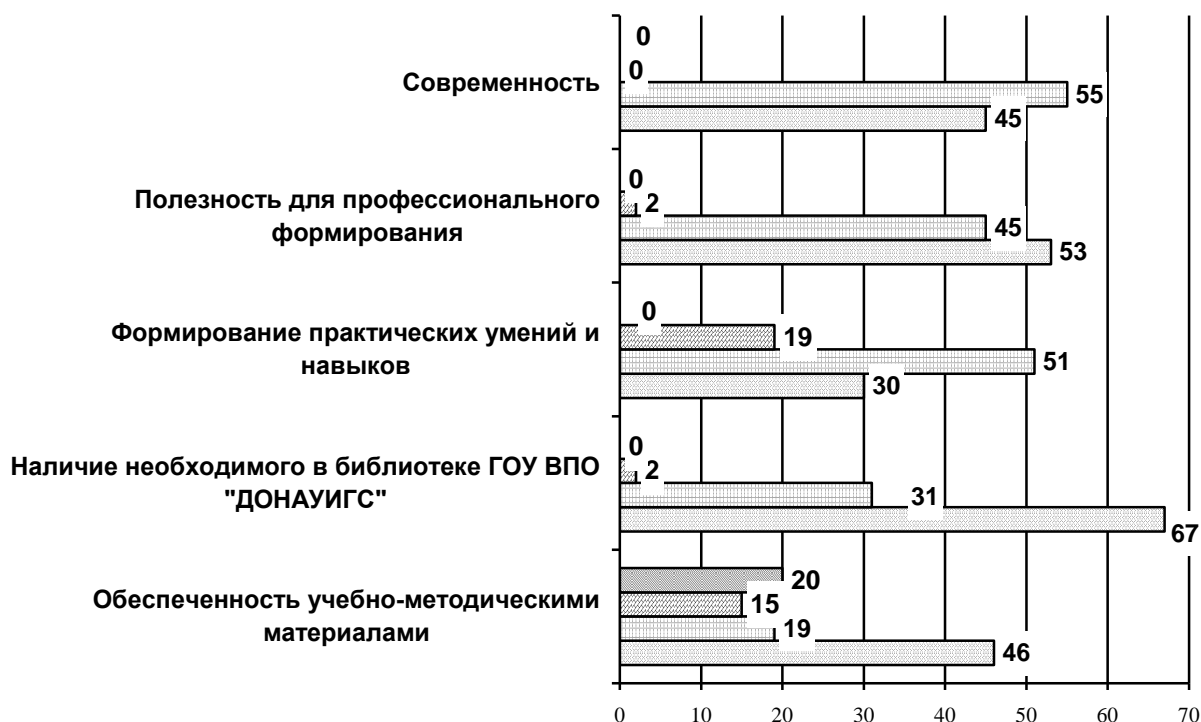 0
0
Современность
55
45
0
Полезность для профессионального
2
формирования
45
53
0
Формирование практических умений и
19
навыков
51
30
0
Наличие необходимого в библиотеке ГОУ ВПО
2
"ДОНАУИГС"
31
67
20
Обеспеченность учебно-методическими
15
материалами
19
46
0 10 20 30 40 50 60 70